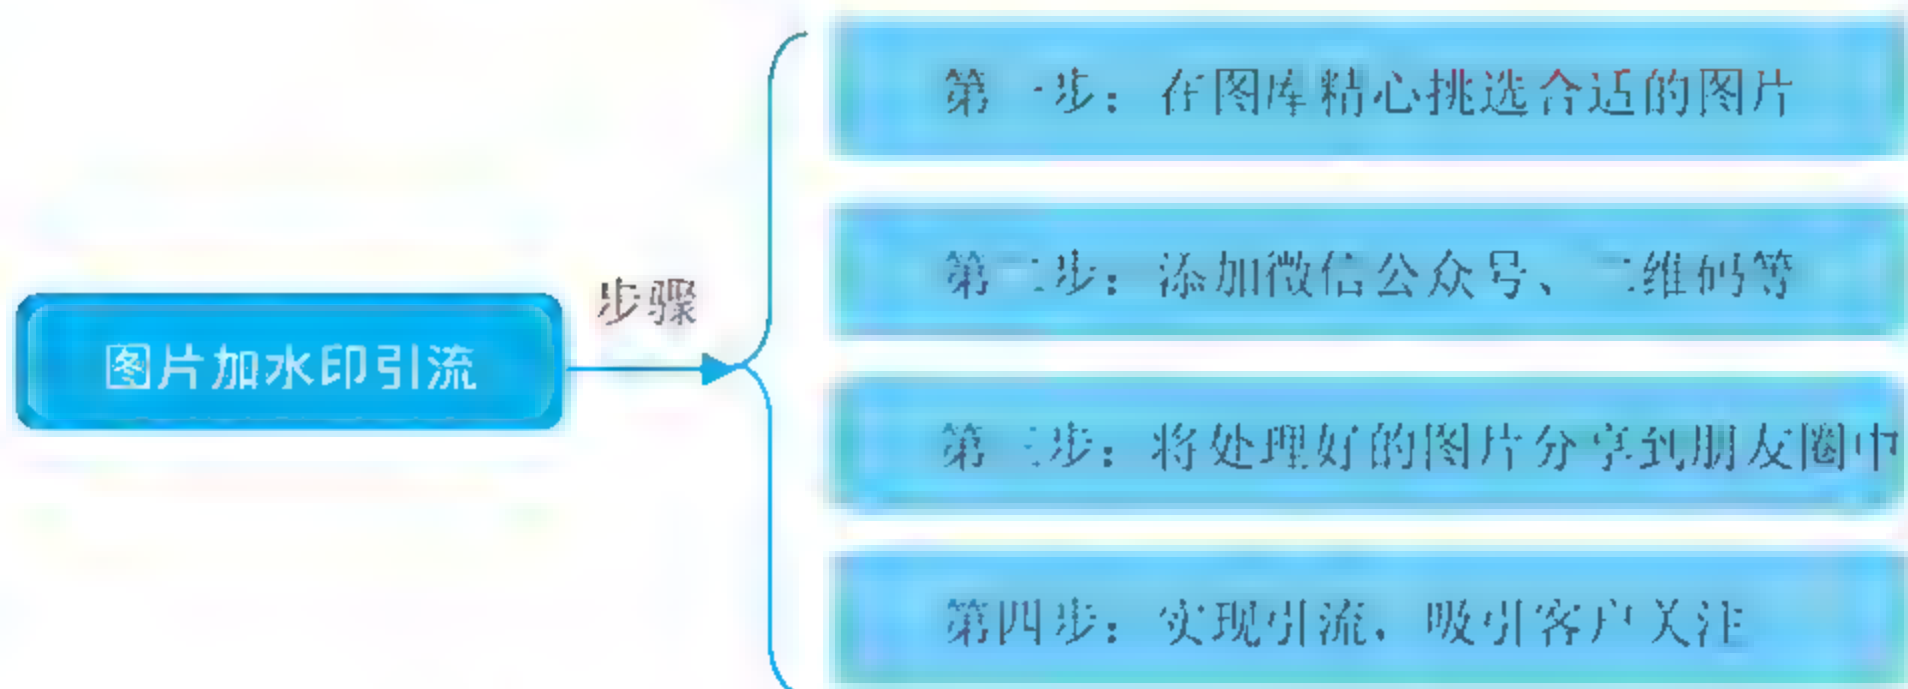 图片加水印引流
步骤
第一步：在图库精心挑选合适的图片
第二步：添加微信公众号、二维码等
第三步：将处理好的图片分享到朋友圈中
第四步：实现引流，吸引客户关注